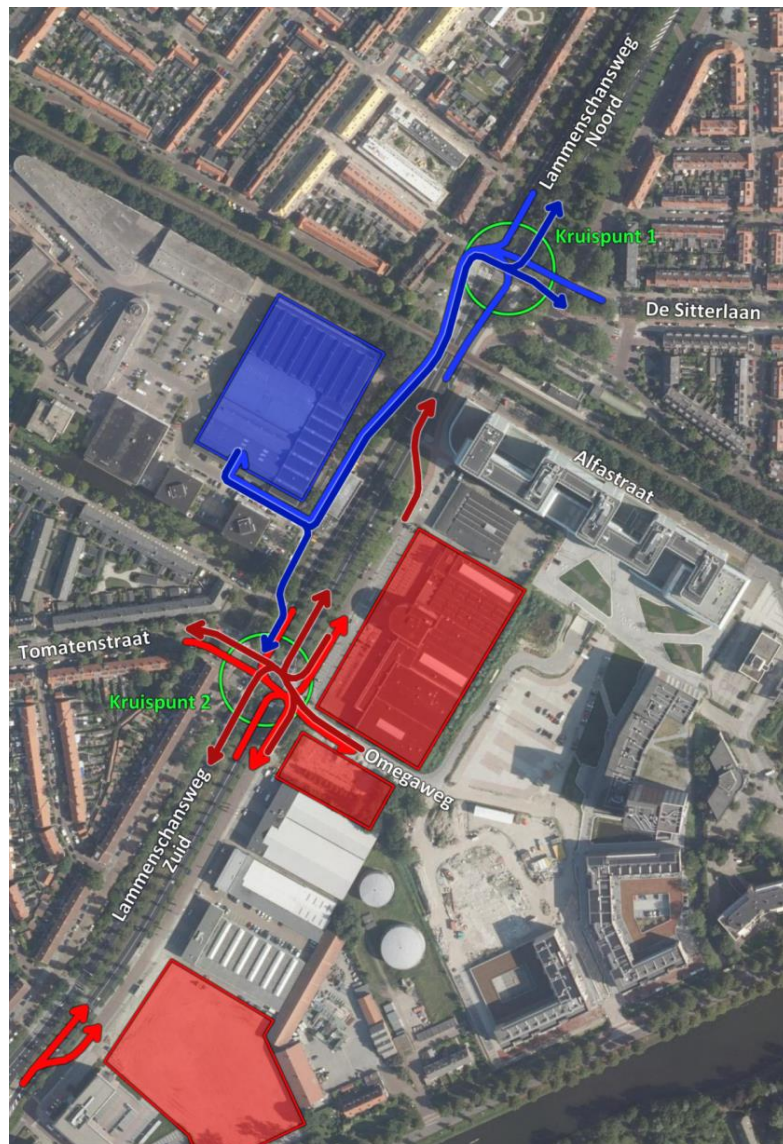 Lammenschansweg
Noord
Kruispunt 1
De Sitterlaan
Alfastraat
Tomatenstraat
Kruispunt 2
Omegaweg
Lammenschansweg
Zuid